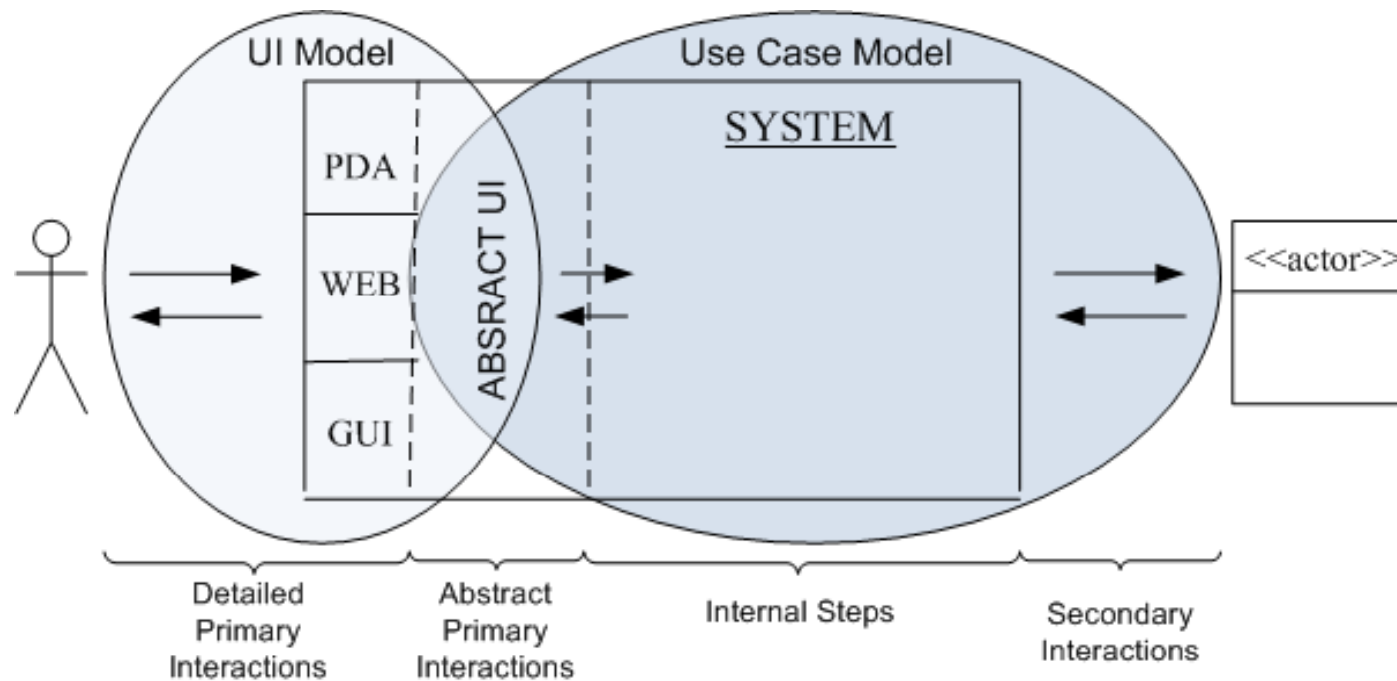 UI Model
Use Case Model
SYSTEM
PDA
WEB
GUI
ABSRACT UI
<<actor>>
Detailed
Primary
Interactions
Abstract
Primary
Interactions
Internal Steps
Secondary
Interactions